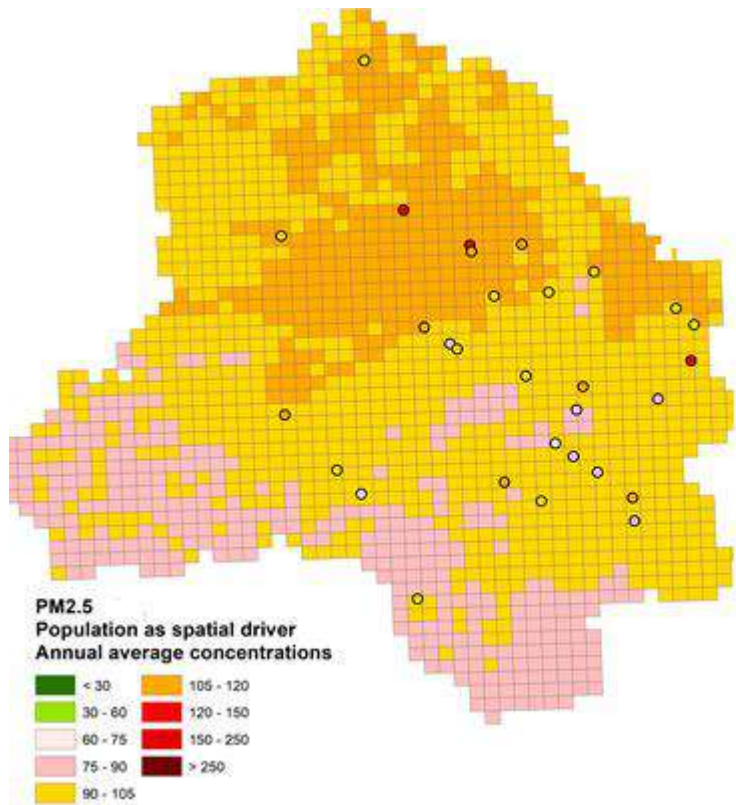 PM2.5
Population as spatial driver
Annual average concentrations
< 30
30 - 60
60 - 75
75 - 90
90 - 105
105 - 120
120 - 150
150 - 250
> 250